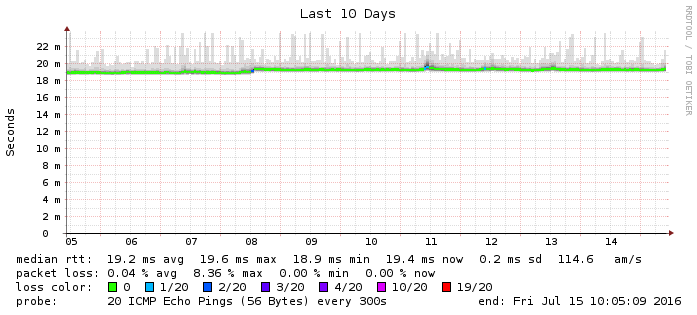 Last 10 Days
RRDTOOL / TOBI OETIKER
Seconds
22 m
20 m
18 m
16 m
14 m
12 m
10 m
8 m
6 m
4 m
2 m
0
05 06 07 08 09 10 11 12 13 14
median rtt: 19.2 ms avg 19.6 ms max 18.9 ms min 19.4 ms now 0.2 ms sd 114.6 am/s
packet loss: 0.04 % avg 8.36 % max 0.00 % min 0.00 % now
loss color: 0 1/20 2/20 3/20 4/20 10/20 19/20
probe: 20 ICMP Echo Pings (56 Bytes) every 300s end: Fri Jul 15 10:05:09 2016